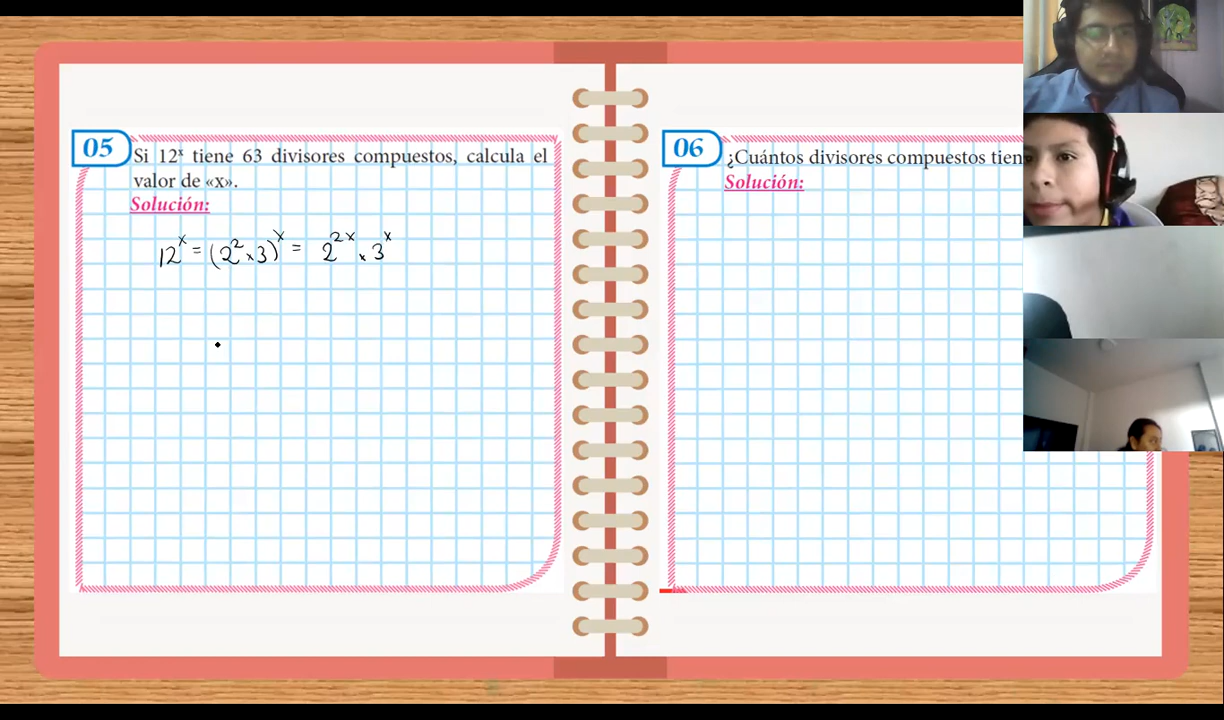 05
Si 12ˣ tiene 63 divisores compuestos, calcula el
valor de «x».
Solución:
12ˣ = (2² × 3)ˣ = 2²ˣ × 3ˣ
06
¿Cuántos divisores compuestos tien
Solución: